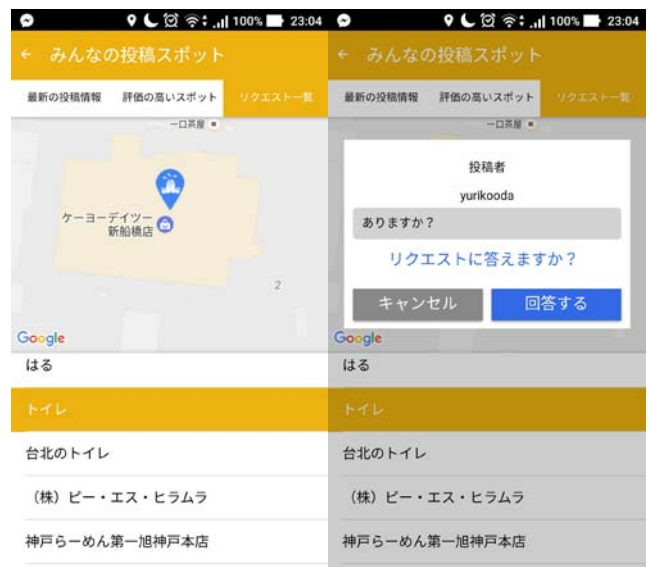 100% 23:04
← みんなの投稿スポット
最新の投稿情報 評価の高いスポット リクエスト一覧
一口茶屋
ケーヨーデイツー
新船橋店
2
Google
はる
トイレ
台北のトイレ
（株）ピー・エス・ヒラムラ
神戸らーめん第一旭神戸本店
100% 23:04
← みんなの投稿スポット
最新の投稿情報 評価の高いスポット リクエスト一覧
一口茶屋
投稿者
yurikooda
ありますか？
リクエストに答えますか？
キャンセル 回答する
Google
はる
トイレ
台北のトイレ
（株）ピー・エス・ヒラムラ
神戸らーめん第一旭神戸本店